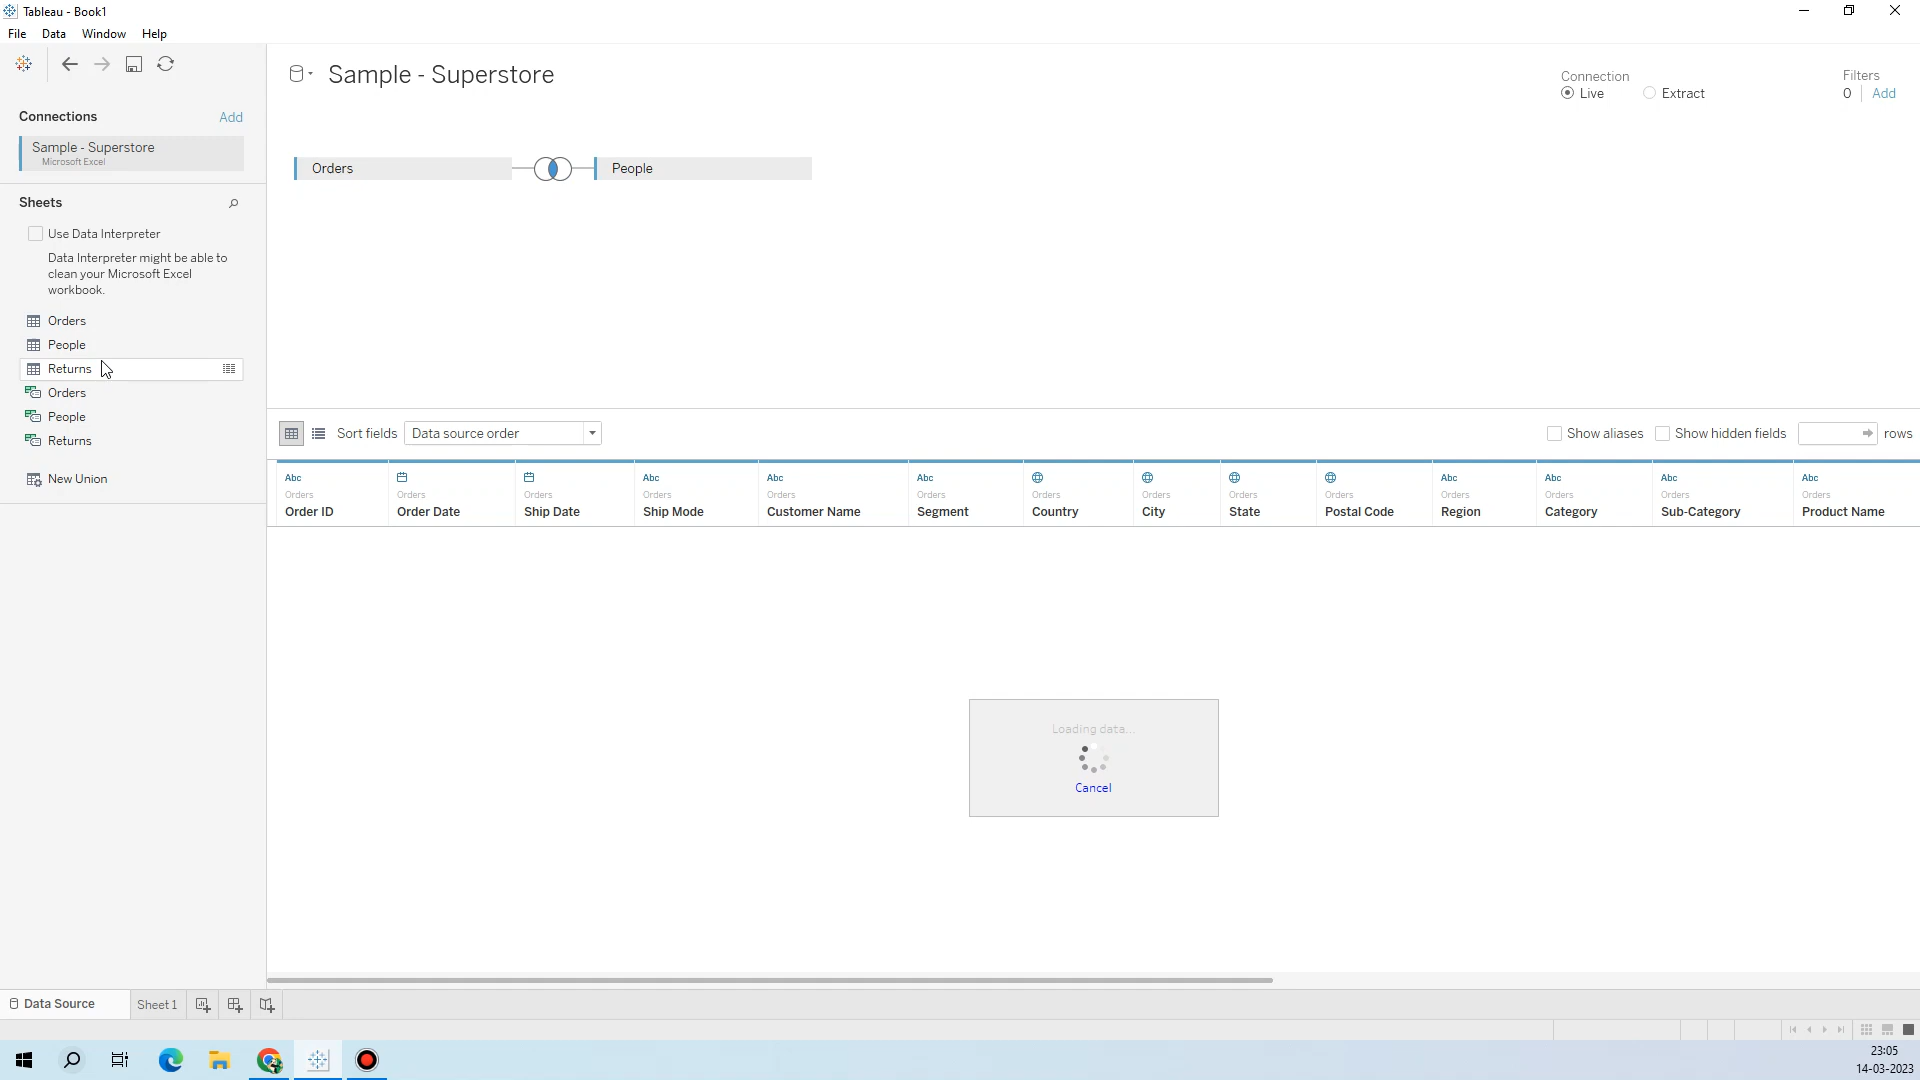 Tableau - Book1
File Data Window Help
Connections Add
Sample - Superstore
Microsoft Excel
Sheets
Use Data Interpreter
Data Interpreter might be able to
clean your Microsoft Excel
workbook.
Orders
People
Returns
Orders
People
Returns
New Union
Sample - Superstore
Connection
Live Extract
Filters
0 Add
Orders People
Sort fields Data source order Show aliases Show hidden fields rows
Abc Abc Abc Abc Abc Abc Abc Abc
Orders Orders Orders Orders Orders Orders Orders Orders Orders Orders Orders Orders Orders Orders
Order ID Order Date Ship Date Ship Mode Customer Name Segment Country City State Postal Code Region Category Sub-Category Product Name
Loading data...
Cancel
Data Source Sheet 1
23:05
14-03-2023